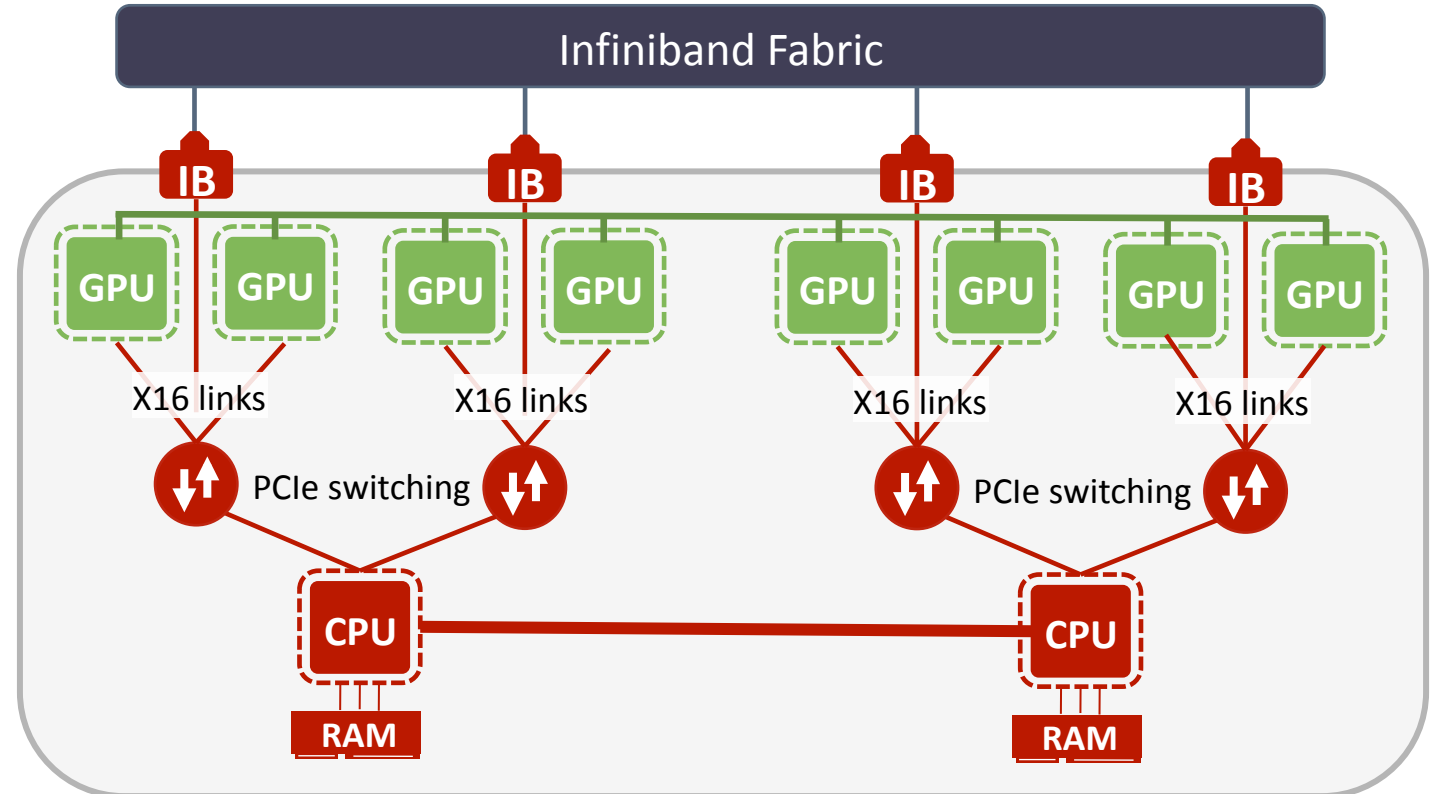 Infiniband Fabric
IB
IB
IB
IB
GPU
GPU
GPU
GPU
GPU
GPU
GPU
GPU
X16 links
X16 links
X16 links
X16 links
PCIe switching
PCIe switching
CPU
CPU
RAM
RAM